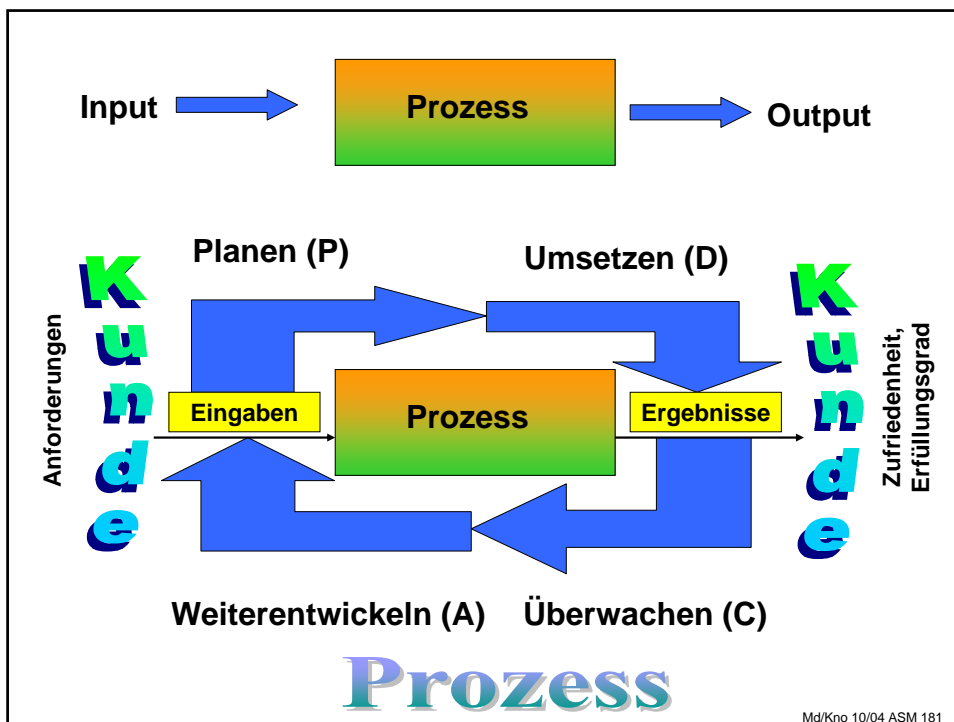 Input
Prozess
Output
Planen (P)
Umsetzen (D)
Anforderungen
Kunde
Eingaben
Prozess
Ergebnisse
Kunde
Zufriedenheit,
Erfüllungsgrad
Weiterentwickeln (A)
Überwachen (C)
Prozess
Md/Kno 10/04 ASM 181